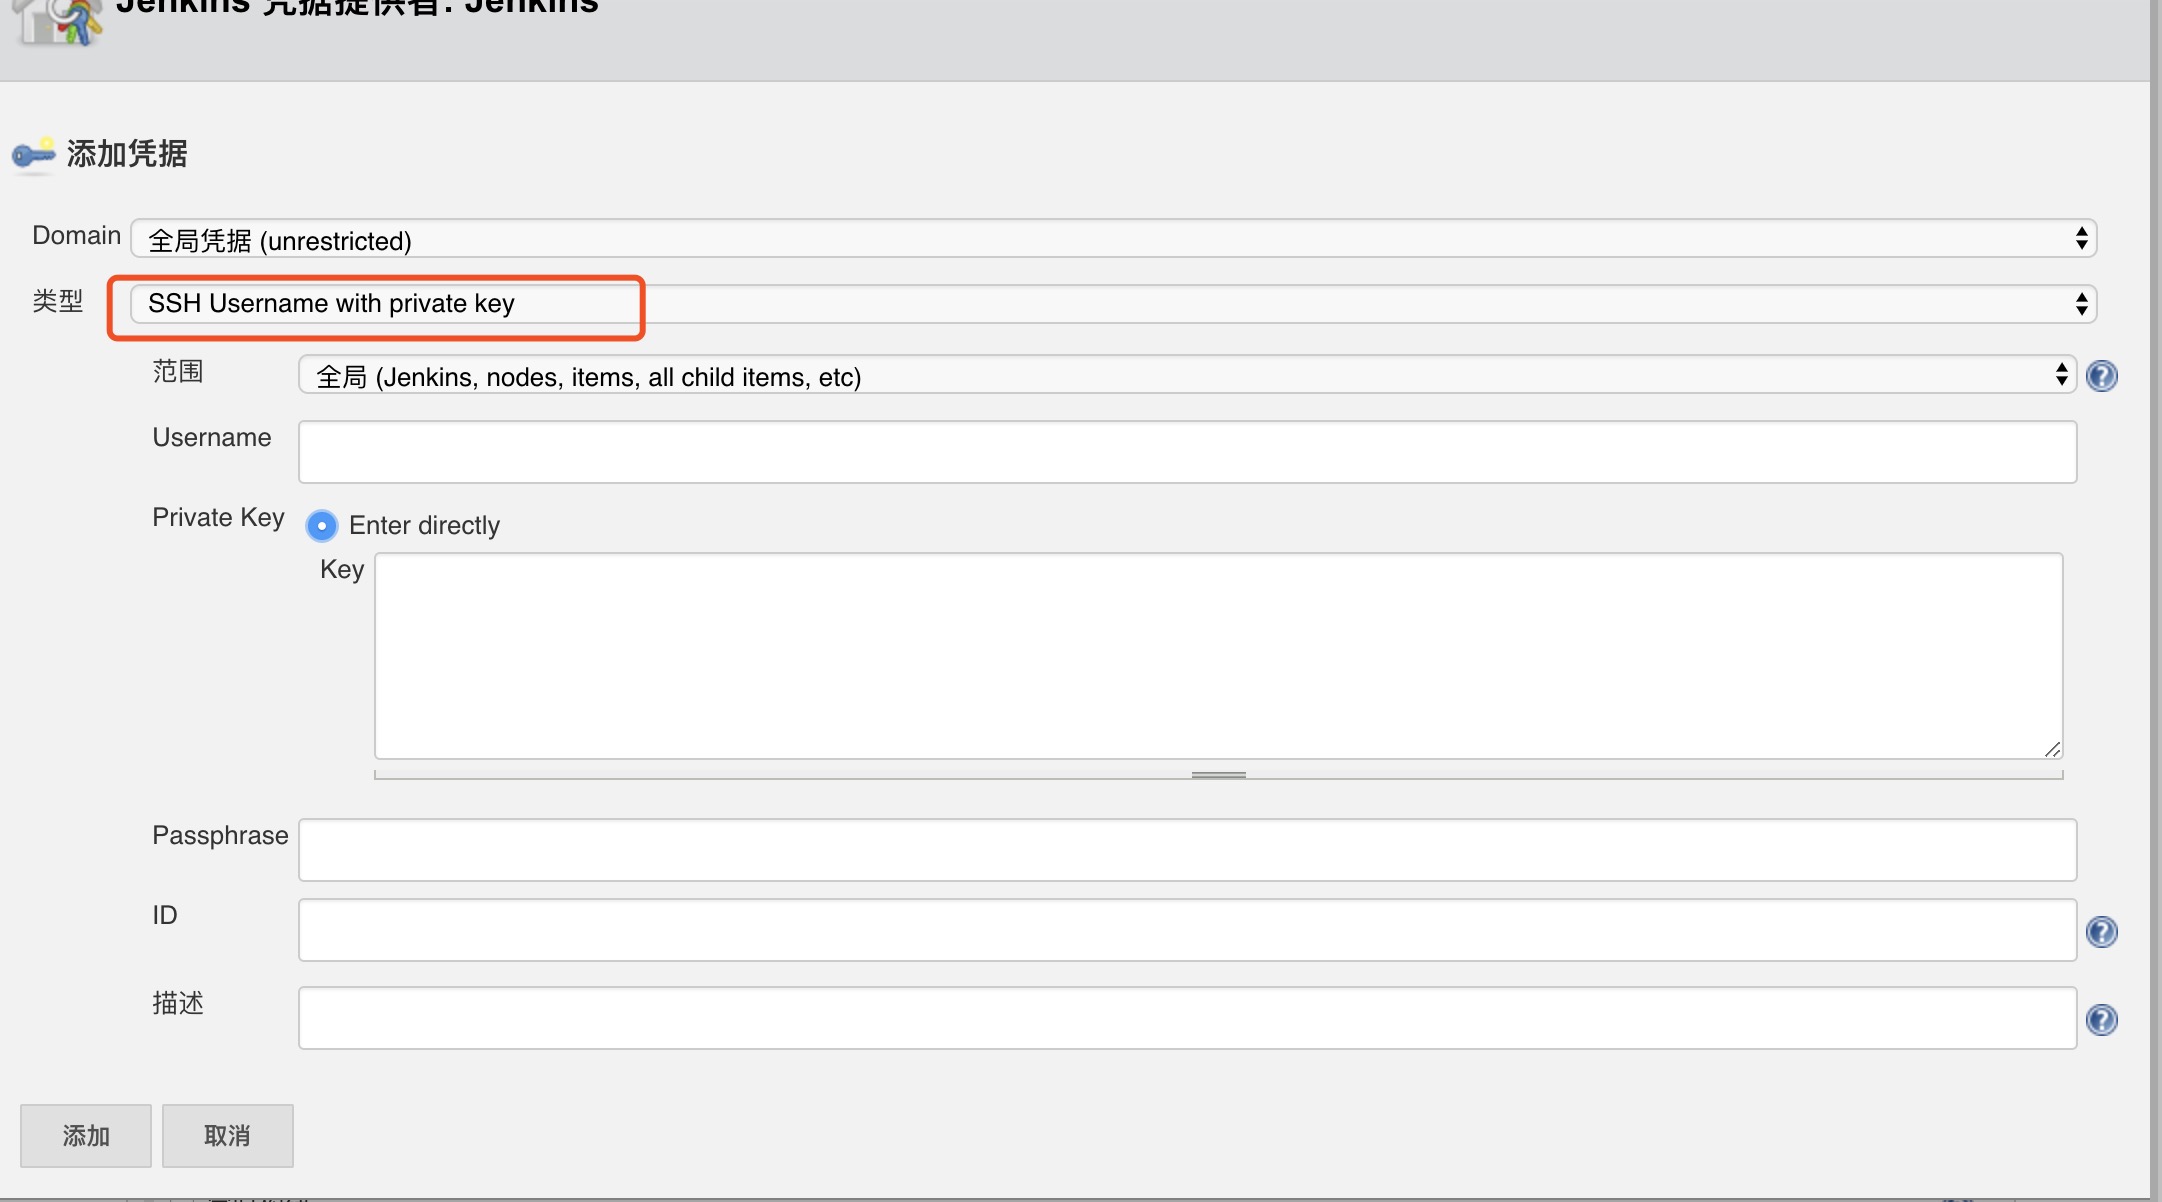 Jenkins 凭据提供者: Jenkins
添加凭据
Domain 全局凭据 (unrestricted)
类型 SSH Username with private key
范围 全局 (Jenkins, nodes, items, all child items, etc)
Username
Private Key Enter directly
Key
Passphrase
ID
描述
添加 取消